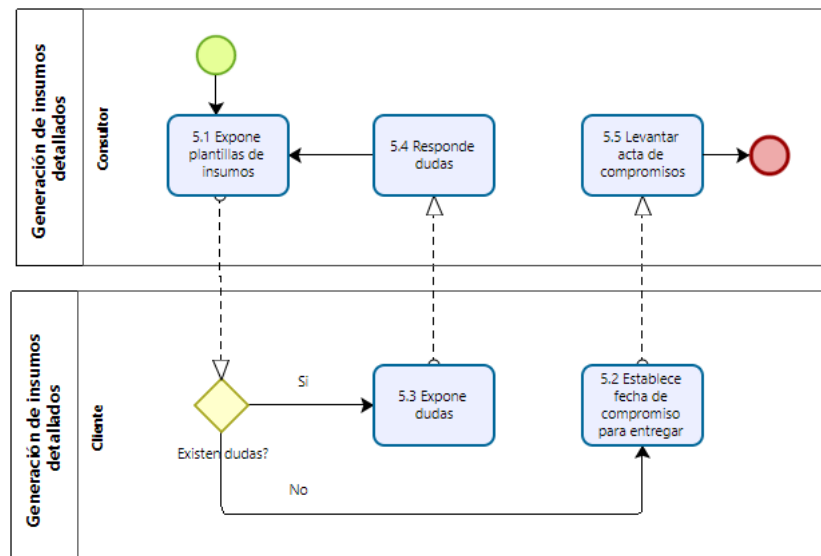 Generación de insumos
detallados
Consultor
5.1 Expone
plantillas de
insumos
5.4 Responde
dudas
5.5 Levantar
acta de
compromisos
Generación de insumos
detallados
Cliente
Existen dudas?
Si
No
5.3 Expone
dudas
5.2 Establece
fecha de
compromiso
para entregar